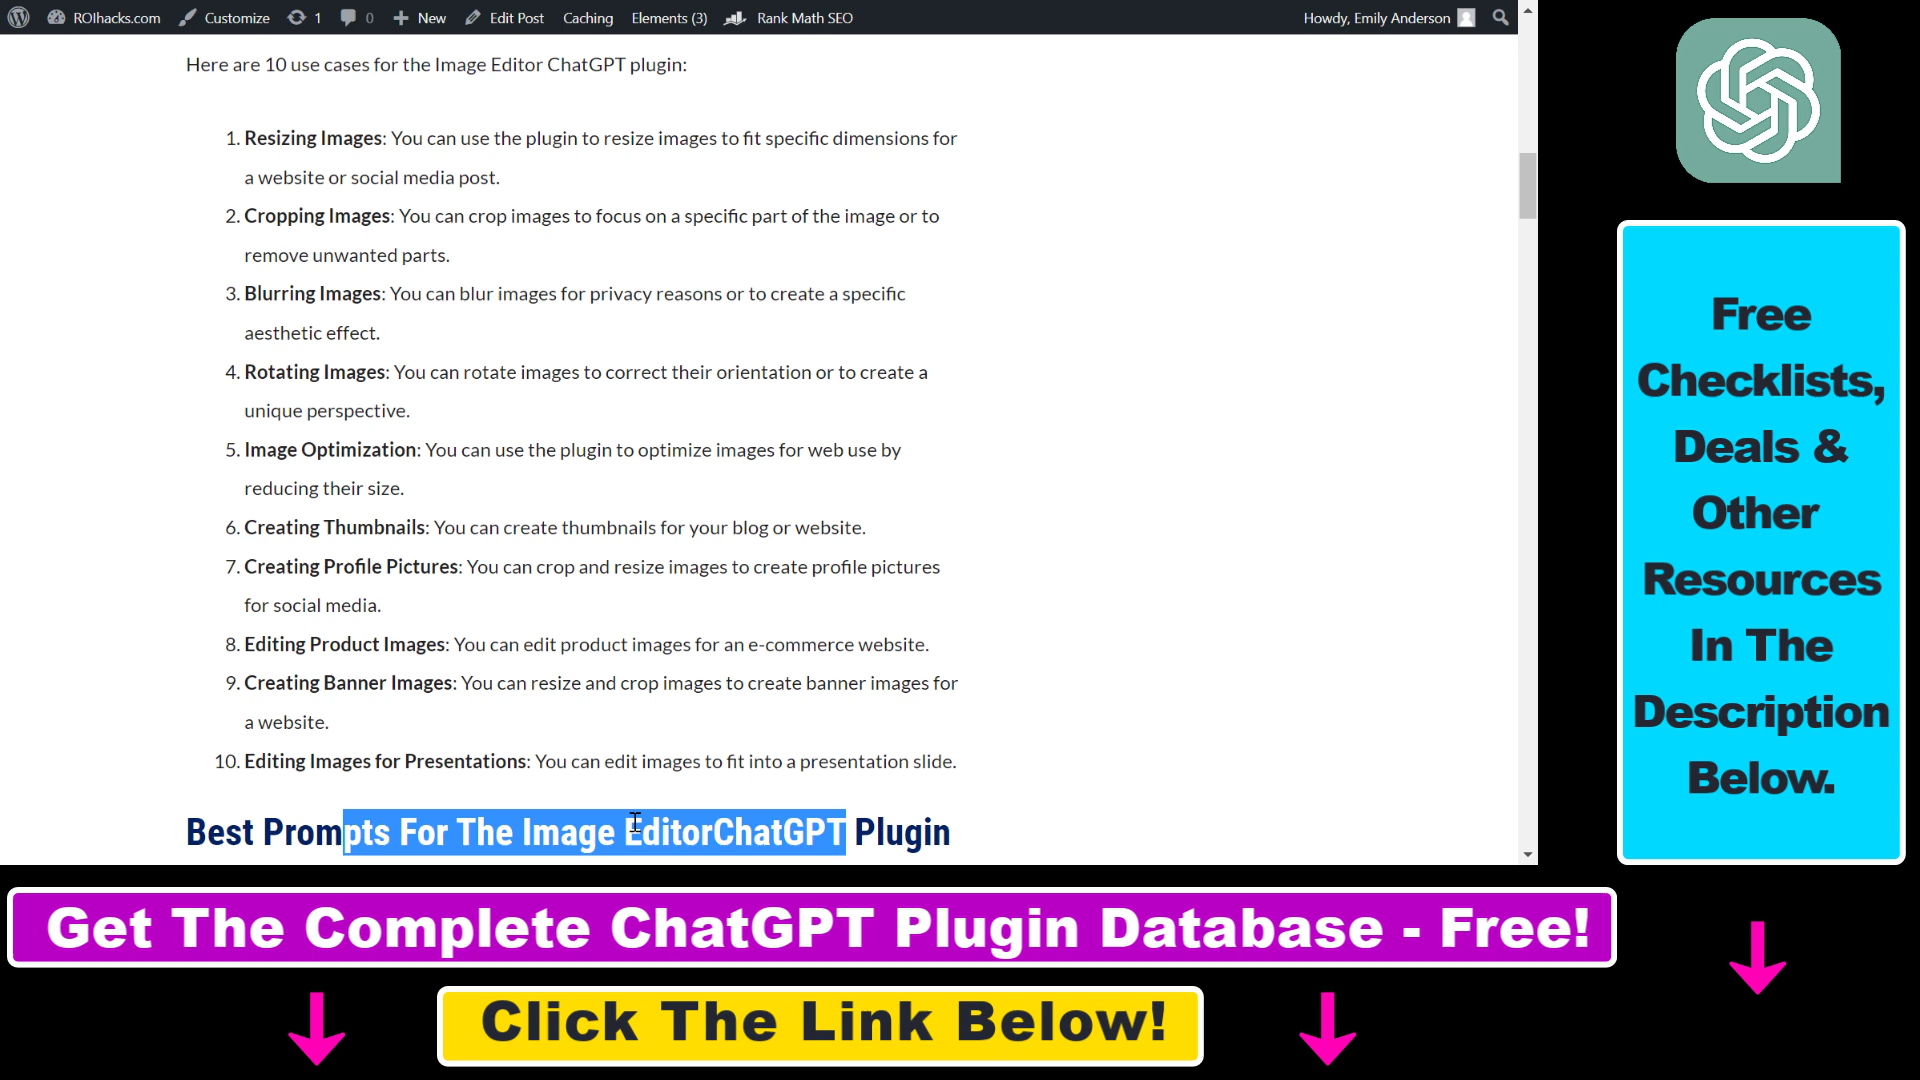 ROIhacks.com Customize 1 0 New Edit Post Caching Elements (3) Rank Math SEO Howdy, Emily Anderson
Here are 10 use cases for the Image Editor ChatGPT plugin:
1. Resizing Images: You can use the plugin to resize images to fit specific dimensions for
a website or social media post.
2. Cropping Images: You can crop images to focus on a specific part of the image or to
remove unwanted parts.
3. Blurring Images: You can blur images for privacy reasons or to create a specific
aesthetic effect.
4. Rotating Images: You can rotate images to correct their orientation or to create a
unique perspective.
5. Image Optimization: You can use the plugin to optimize images for web use by
reducing their size.
6. Creating Thumbnails: You can create thumbnails for your blog or website.
7. Creating Profile Pictures: You can crop and resize images to create profile pictures
for social media.
8. Editing Product Images: You can edit product images for an e-commerce website.
9. Creating Banner Images: You can resize and crop images to create banner images for
a website.
10. Editing Images for Presentations: You can edit images to fit into a presentation slide.
Best Prompts For The Image EditorChatGPT Plugin
Free
Checklists,
Deals &
Other
Resources
In The
Description
Below.
Get The Complete ChatGPT Plugin Database - Free!
Click The Link Below!